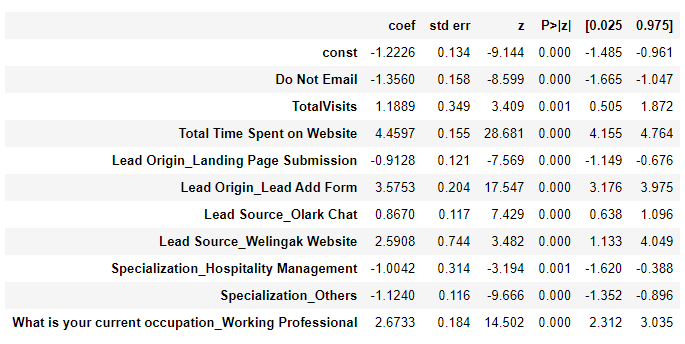 coef std err z P>|z| [0.025 0.975]
const -1.2226 0.134 -9.144 0.000 -1.485 -0.961
Do Not Email -1.3560 0.158 -8.599 0.000 -1.665 -1.047
TotalVisits 1.1889 0.349 3.409 0.001 0.505 1.872
Total Time Spent on Website 4.4597 0.155 28.681 0.000 4.155 4.764
Lead Origin_Landing Page Submission -0.9128 0.121 -7.569 0.000 -1.149 -0.676
Lead Origin_Lead Add Form 3.5753 0.204 17.547 0.000 3.176 3.975
Lead Source_Olark Chat 0.8670 0.117 7.429 0.000 0.638 1.096
Lead Source_Welingak Website 2.5908 0.744 3.482 0.000 1.133 4.049
Specialization_Hospitality Management -1.0042 0.314 -3.194 0.001 -1.620 -0.388
Specialization_Others -1.1240 0.116 -9.666 0.000 -1.352 -0.896
What is your current occupation_Working Professional 2.6733 0.184 14.502 0.000 2.312 3.035